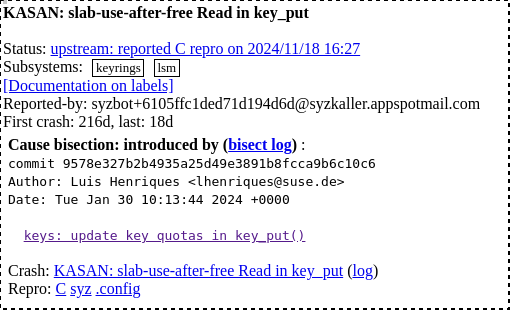 KASAN: slab-use-after-free Read in key_put
Status: upstream: reported C repro on 2024/11/18 16:27
Subsystems: keyrings lsm
[Documentation on labels]
Reported-by: syzbot+6105ffc1ded71d194d6d@syzkaller.appspotmail.com
First crash: 216d, last: 18d
Cause bisection: introduced by (bisect log) :
commit 9578e327b2b4935a25d49e3891b8fcca9b6c10c6
Author: Luis Henriques <lhenriques@suse.de>
Date: Tue Jan 30 10:13:44 2024 +0000
keys: update key quotas in key_put()
Crash: KASAN: slab-use-after-free Read in key_put (log)
Repro: C syz .config